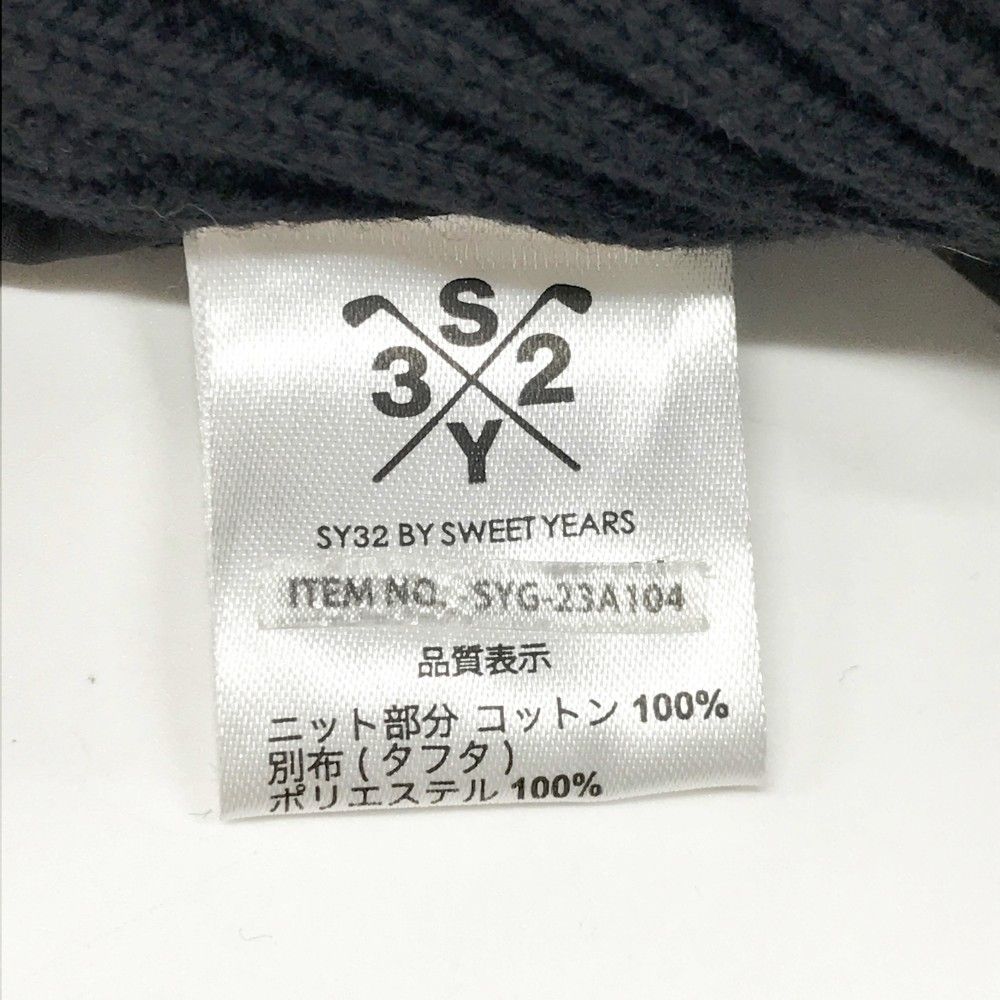 S
3 2
Y
SY32 BY SWEET YEARS
ITEM NO. SYG-23A104
品質表示
ニット部分 コットン 100%
別布 ( タフタ )
ポリエステル 100%